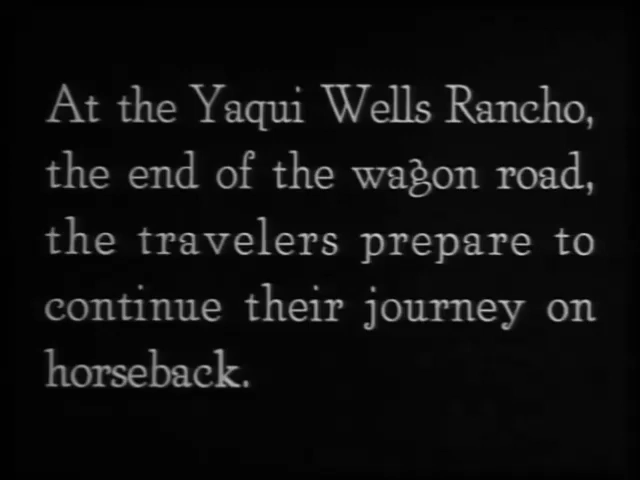 At the Yaqui Wells Rancho,
the end of the wagon road,
the travelers prepare to
continue their journey on
horseback.